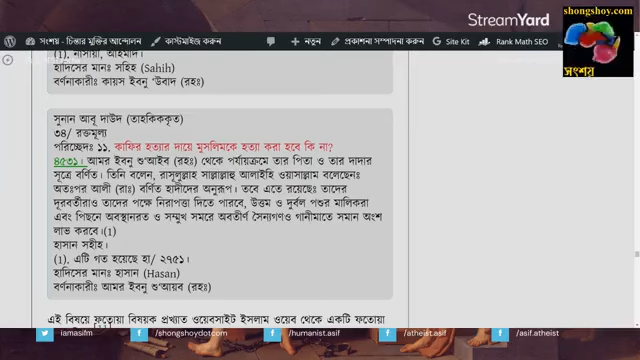 StreamYard
shongshoy.com
সংশয় - চিন্তার মুক্তির আন্দোলন
কাস্টমাইজ করুন
নতুন
প্রকাশনা সম্পাদনা করুন
Site Kit
Rank Math SEO
সংশয়
(1). নাসায়ী, আহমাদ।
হাদিসের মানঃ সহিহ (Sahih)
বর্ণনাকারীঃ কায়স ইবনু ‘উবাদ (রহঃ)
সুনান আবূ দাউদ (তাহকিককৃত)
৩৪/ রক্তমূল্য
পরিচ্ছেদঃ ১১. কাফির হত্যার দায়ে মুসলিমকে হত্যা করা হবে কি না?
৪৫৩১। আমর ইবনু শু‘আইব (রহঃ) থেকে পর্যায়ক্রমে তার পিতা ও তার দাদার
সূত্রে বর্ণিত। তিনি বলেন, রাসূলুল্লাহ সাল্লাল্লাহু আলাইহি ওয়াসাল্লাম বলেছেনঃ
অতঃপর আলী (রাঃ) বর্ণিত হাদীসের অনুরূপ। তবে এতে রয়েছেঃ তাদের
দূরবর্তীরাও তাদের পক্ষে নিরাপত্তা দিতে পারবে, উত্তম ও দুর্বল পশুর মালিকরা
এবং পিছনে অবস্থানরত ও সম্মুখ সমরে অবতীর্ণ সৈন্যগণও গানীমাতে সমান অংশ
লাভ করবে।(1)
হাসান সহীহ।
(1). এটি গত হয়েছে হা/ ২৭৫১।
হাদিসের মানঃ হাসান (Hasan)
বর্ণনাকারীঃ আমর ইবনু শু‘আয়ব (রহঃ)
এই বিষয়ে ফতোয়া বিষয়ক প্রখ্যাত ওয়েবসাইট ইসলাম ওয়েব থেকে একটি ফতোয়া
iamasifm
/shongshoydotcom
/humanist.asif
/atheist.asif
/asif.atheist